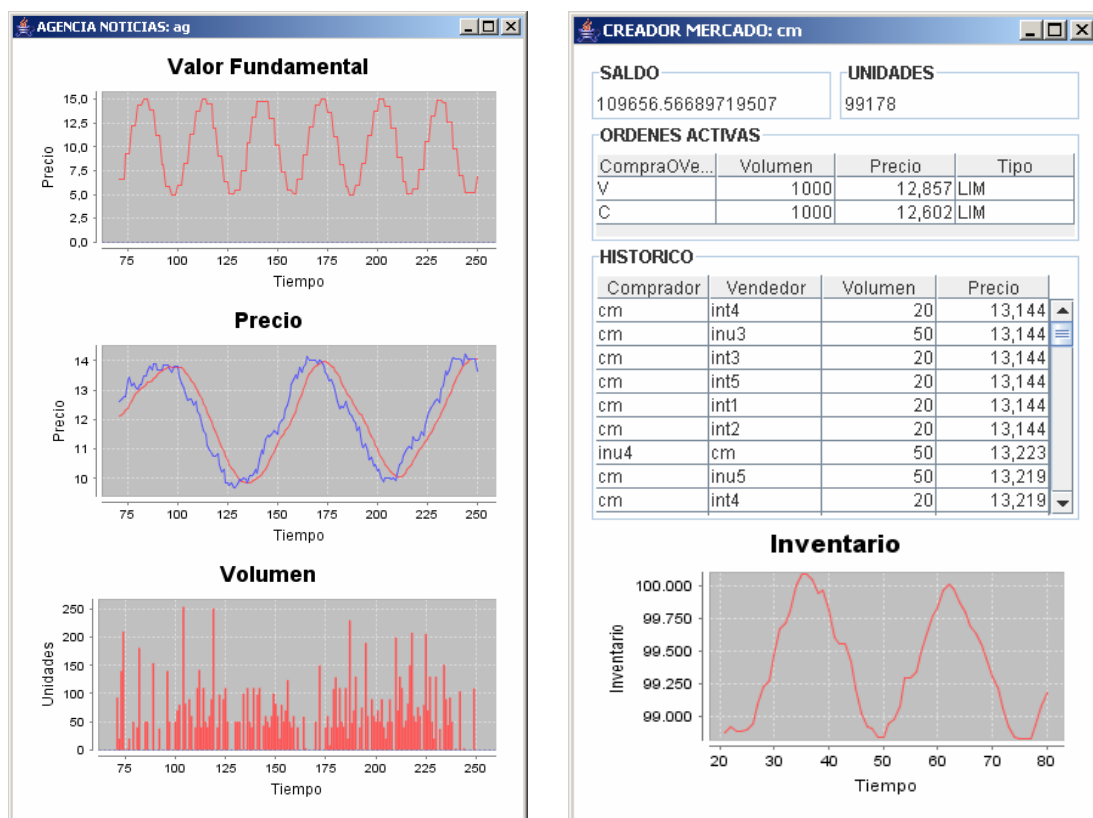 AGENCIA NOTICIAS: ag
Valor Fundamental
15,0
12,5
10,0
7,5
5,0
2,5
0,0
Precio
75 100 125 150 175 200 225 250
Tiempo
Precio
14
13
12
11
10
Precio
75 100 125 150 175 200 225 250
Tiempo
Volumen
250
200
150
100
50
0
Unidades
75 100 125 150 175 200 225 250
Tiempo
CREADOR MERCADO: cm
SALDO
109656.56689719507
UNIDADES
99178
ORDENES ACTIVAS
CompraOVe... Volumen Precio Tipo
V 1000 12,857 LIM
C 1000 12,602 LIM
HISTORICO
Comprador Vendedor Volumen Precio
cm int4 20 13,144
cm inu3 50 13,144
cm int3 20 13,144
cm int5 20 13,144
cm int1 20 13,144
cm int2 20 13,144
inu4 cm 50 13,223
cm inu5 50 13,219
cm int4 20 13,219
Inventario
100.000
99.750
99.500
99.250
99.000
Inventario
20 30 40 50 60 70 80
Tiempo